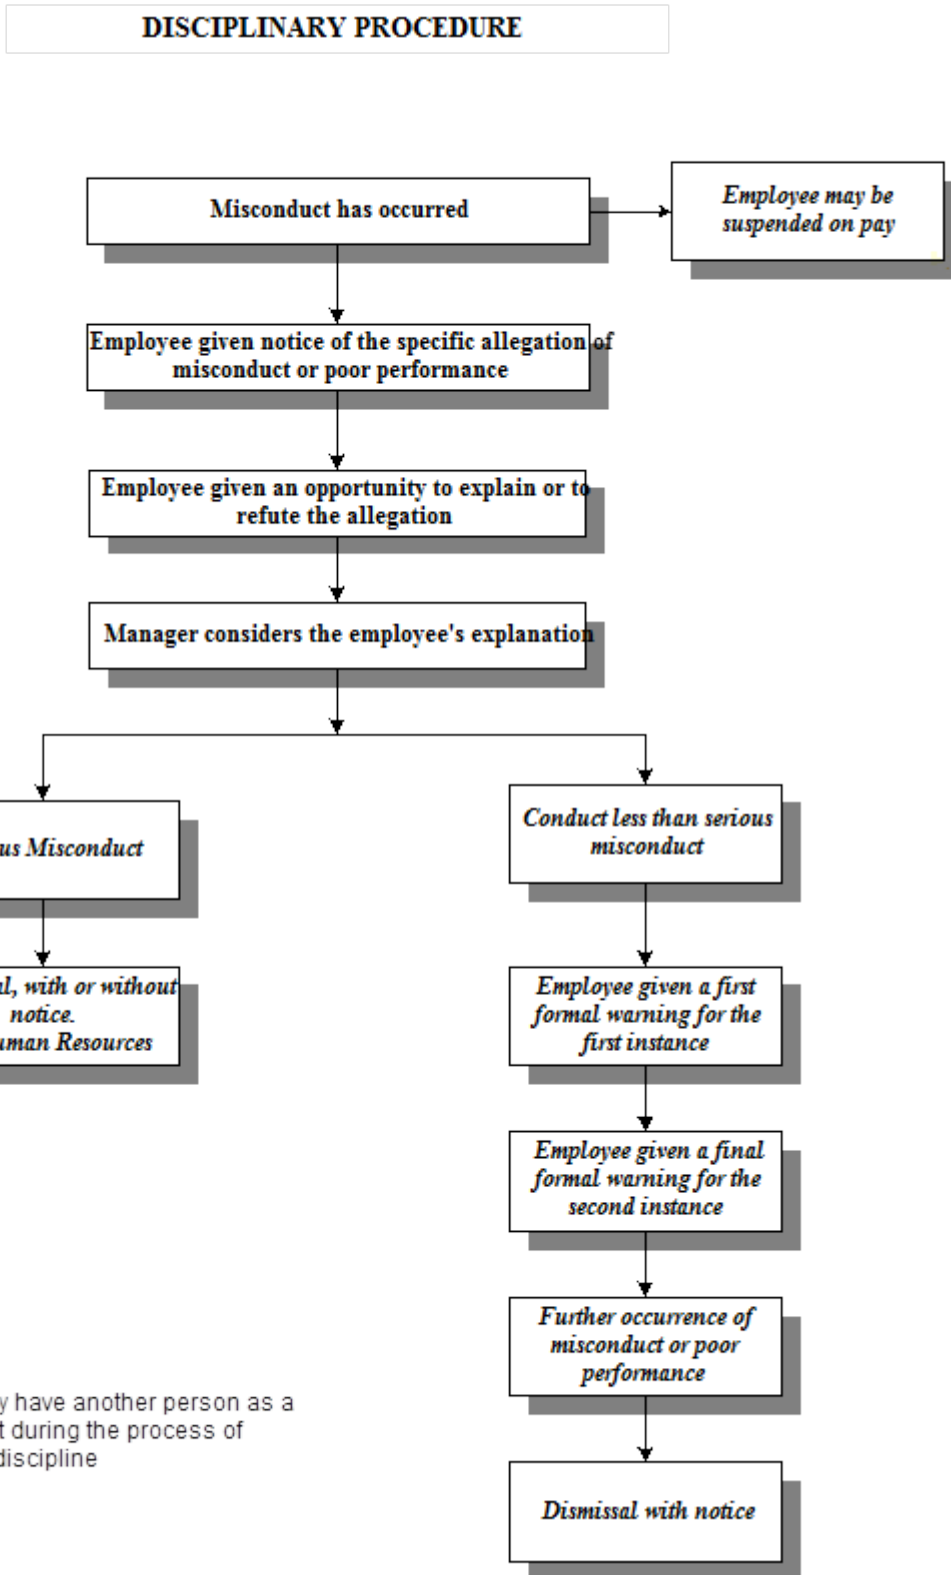 DISCIPLINARY PROCEDURE
Misconduct has occurred
Employee may be
suspended on pay
Employee given notice of the specific allegation of
misconduct or poor performance
Employee given an opportunity to explain or to
refute the allegation
Manager considers the employee's explanation
Misconduct
Conduct less than serious
misconduct
with or without
notice.
Resources
Employee given a first
formal warning for the
first instance
Employee given a final
formal warning for the
second instance
Further occurrence of
misconduct or poor
performance
have another person as a
during the process of
discipline
Dismissal with notice